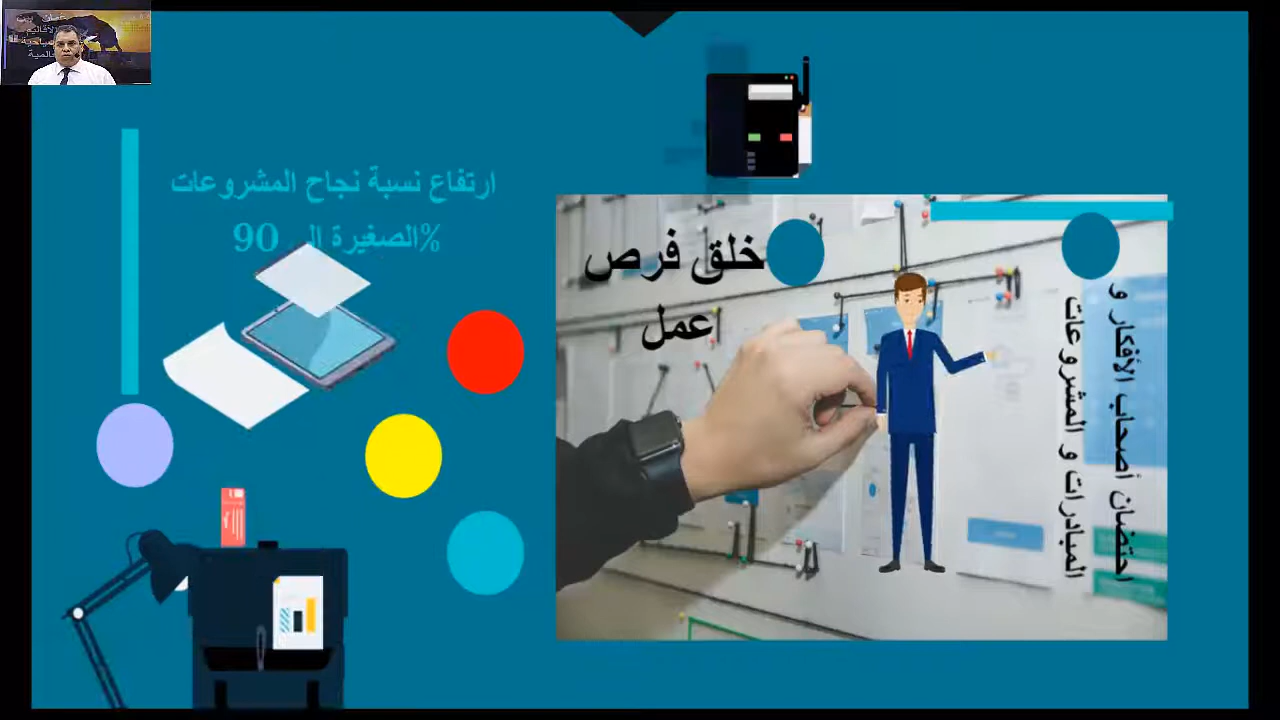 ارتفاع نسبة نجاح المشروعات
الصغيرة الى 90%
خلق فرص
عمل
احتضان أصحاب الأفكار و
المبادرات و المشروعات